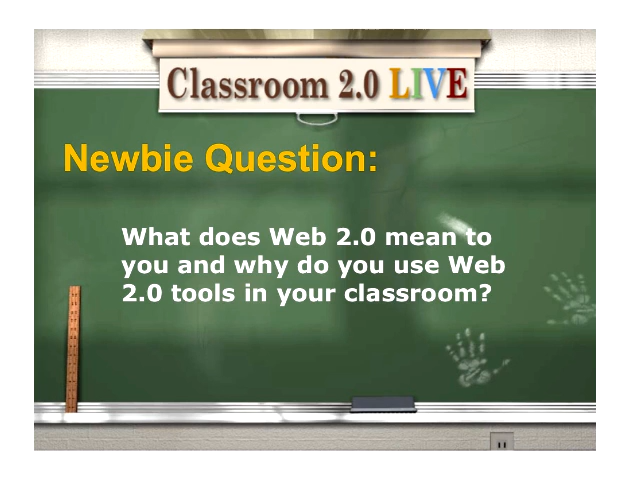 Classroom 2.0 LIVE
Newbie Question:
What does Web 2.0 mean to
you and why do you use Web
2.0 tools in your classroom?